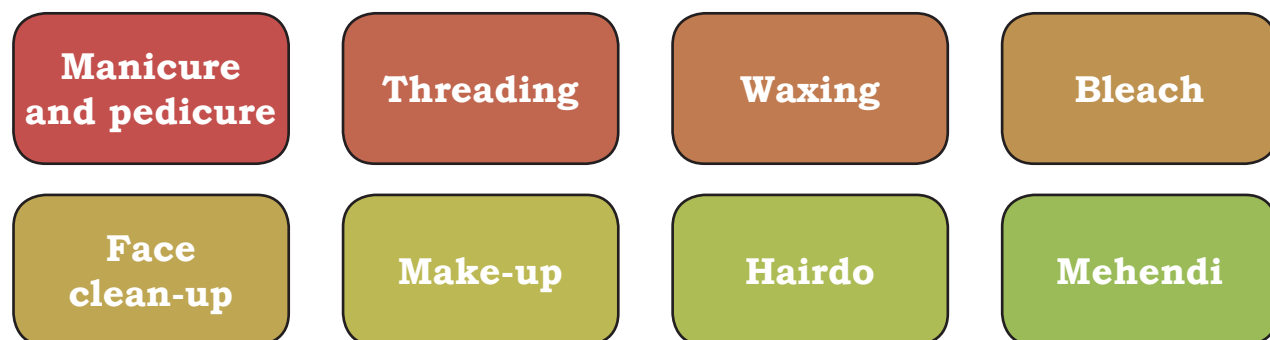 Manicure
and pedicure
Threading
Waxing
Bleach
Face
clean-up
Make-up
Hairdo
Mehendi